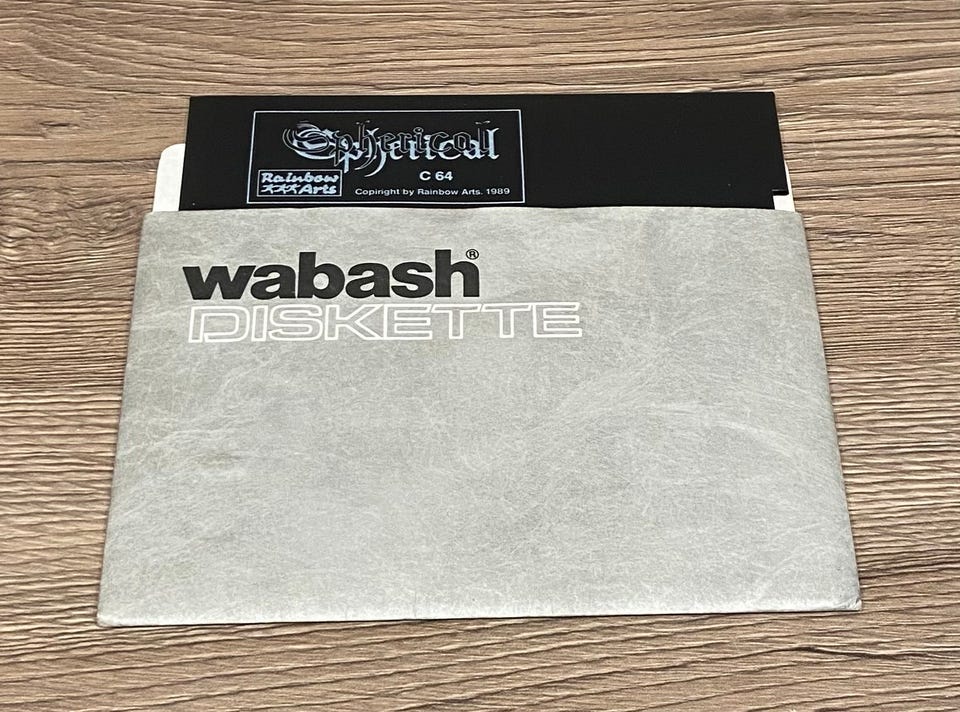 Spherical
C 64
Rainbow
Arts
Copiright by Rainbow Arts. 1989
wabash®
DISKETTE